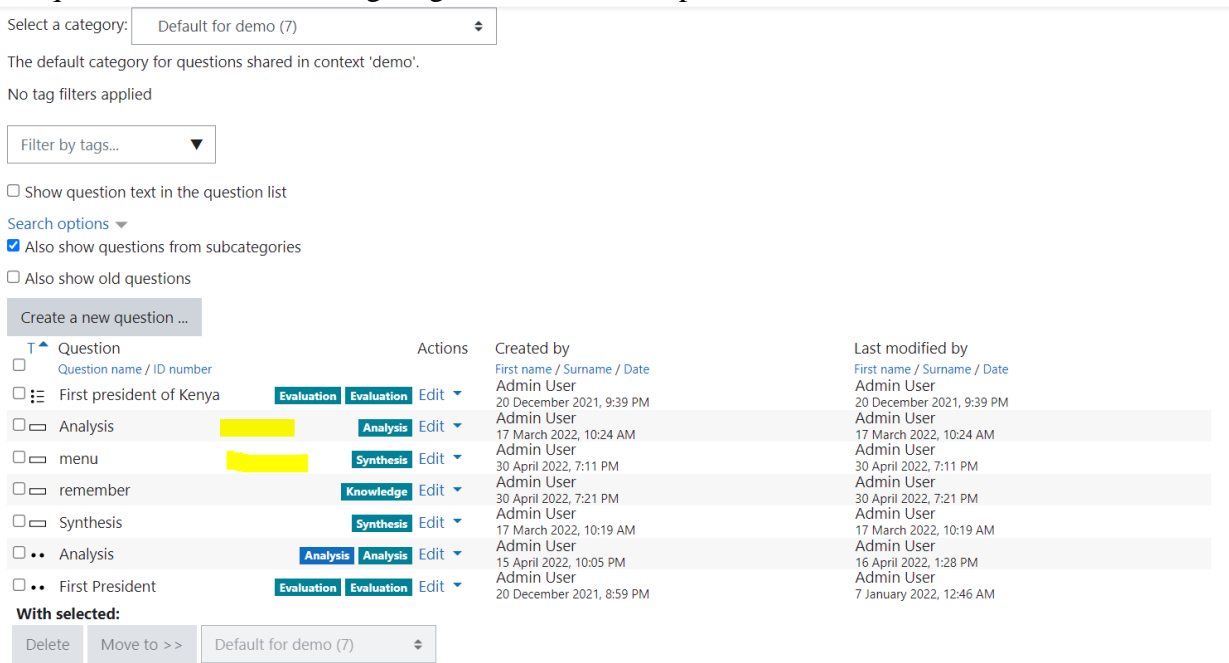 Select a category: Default for demo (7)
The default category for questions shared in context 'demo'.
No tag filters applied
Filter by tags... ▼
Show question text in the question list
Search options
Also show questions from subcategories
Also show old questions
Create a new question ...
T Question Actions Created by Last modified by
Question name / ID number First name / Surname / Date First name / Surname / Date
First president of Kenya Evaluation Evaluation Edit Admin User Admin User
20 December 2021, 9:39 PM 20 December 2021, 9:39 PM
Analysis Analysis Edit Admin User Admin User
17 March 2022, 10:24 AM 17 March 2022, 10:24 AM
menu Synthesis Edit Admin User Admin User
30 April 2022, 7:11 PM 30 April 2022, 7:11 PM
remember Knowledge Edit Admin User Admin User
30 April 2022, 7:21 PM 30 April 2022, 7:21 PM
Synthesis Synthesis Edit Admin User Admin User
17 March 2022, 10:19 AM 17 March 2022, 10:19 AM
Analysis Analysis Analysis Edit Admin User Admin User
15 April 2022, 10:05 PM 16 April 2022, 1:28 PM
First President Evaluation Evaluation Edit Admin User Admin User
20 December 2021, 8:59 PM 7 January 2022, 12:46 AM
With selected:
Delete Move to >> Default for demo (7)